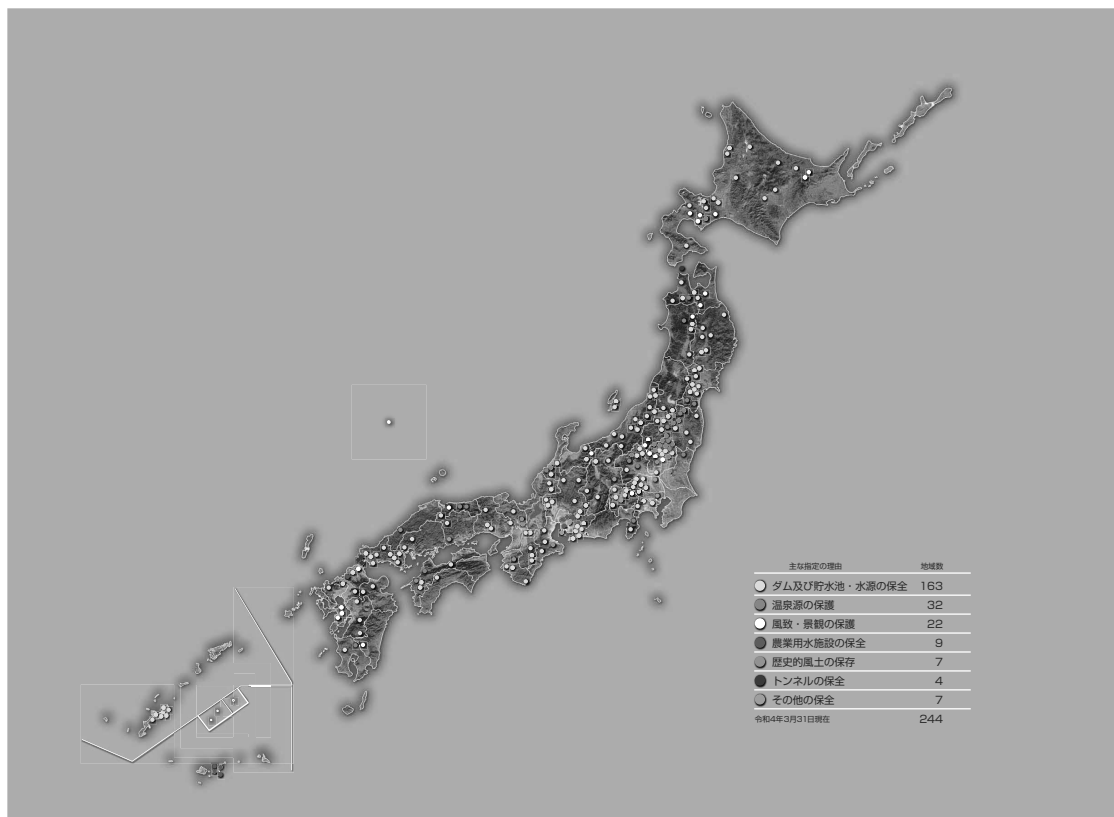 主な指定の理由 地域数
ダム及び貯水池・水源の保全 163
温泉源の保護 32
風致・景観の保護 22
農業用水施設の保全 9
歴史的風土の保存 7
トンネルの保全 4
その他の保全 7
令和4年3月31日現在 244